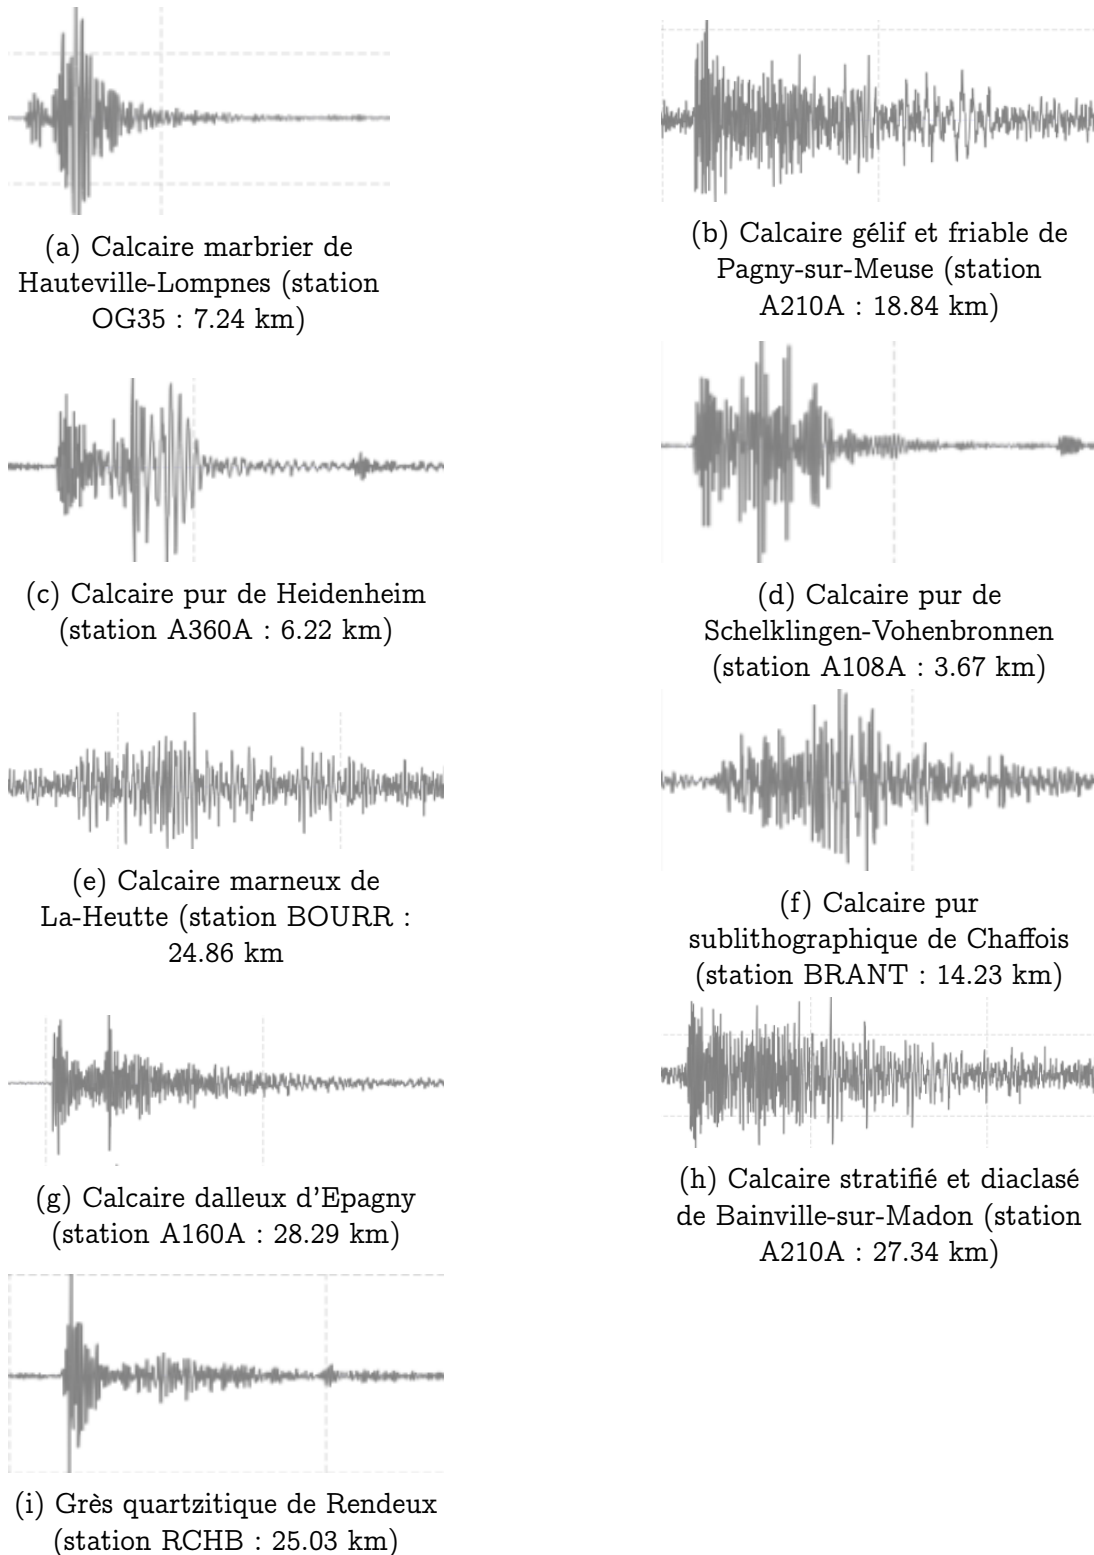 (a) Calcaire marbrier de
Hauteville-Lompnes (station
OG35 : 7.24 km)
(b) Calcaire gélif et friable de
Pagny-sur-Meuse (station
A210A : 18.84 km)
(c) Calcaire pur de Heidenheim
(station A360A : 6.22 km)
(d) Calcaire pur de
Schelklingen-Vohenbronnen
(station A108A : 3.67 km)
(e) Calcaire marneux de
La-Heutte (station BOURR :
24.86 km
(f) Calcaire pur
sublithographique de Chaffois
(station BRANT : 14.23 km)
(g) Calcaire dalleux d'Epagny
(station A160A : 28.29 km)
(h) Calcaire stratifié et diaclasé
de Bainville-sur-Madon (station
A210A : 27.34 km)
(i) Grès quartzitique de Rendeux
(station RCHB : 25.03 km)